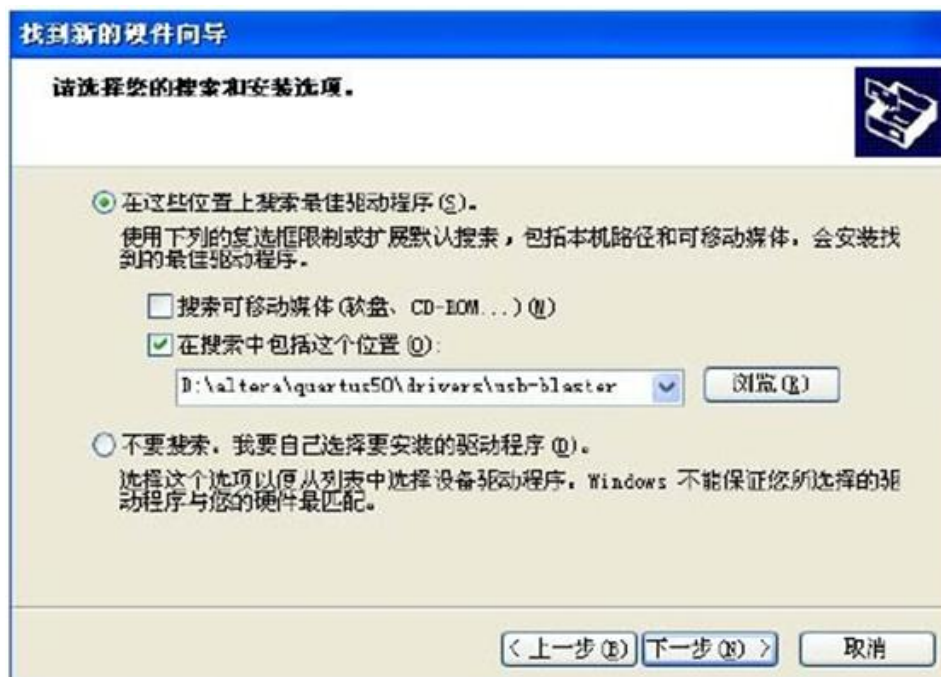 找到新的硬件向导
请选择您的搜索和安装选项。
在这些位置上搜索最佳驱动程序(S)。
使用下列的复选框限制或扩展默认搜索，包括本机路径和可移动媒体。会安装找
到的最佳驱动程序。
搜索可移动媒体(软盘、CD-ROM...)(M)
在搜索中包括这个位置(O):
D:\altera\quartus50\drivers\usb-blaster
浏览(R)
不要搜索。我要自己选择要安装的驱动程序(D)。
选择这个选项以便从列表中选择设备驱动程序。Windows 不能保证您所选择的驱
动程序与您的硬件最匹配。
< 上一步(B)
下一步(N) >
取消